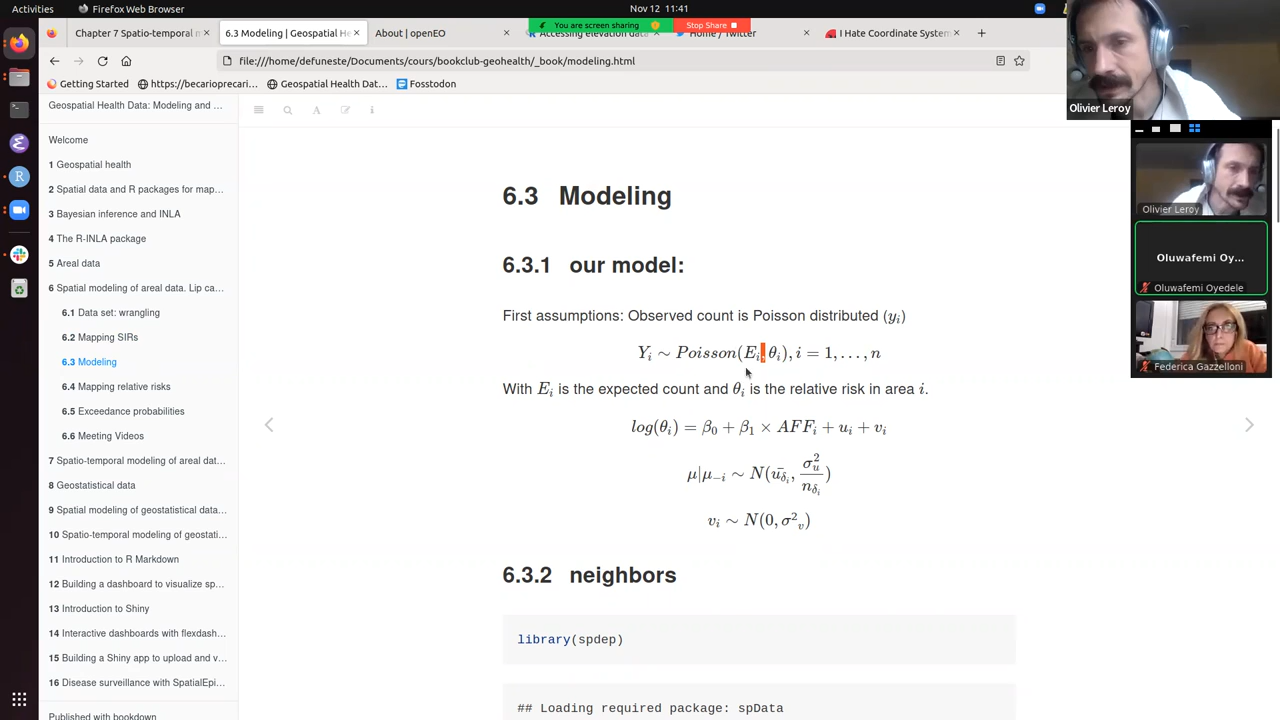 Activities
Firefox Web Browser
Nov 12 11:41
Chapter 7 Spatio-temporal m
6.3 Modeling | Geospatial He
About | openEO
Accessing elevation data
Home / Twitter
I Hate Coordinate System
You are screen sharing
Stop Share
file:///home/defuneste/Documents/cours/bookclub-geohealth/_book/modeling.html
Getting Started
https://becarioprecari...
Geospatial Health Dat...
Fosstodon
Geospatial Health Data: Modeling and ...
Welcome
1 Geospatial health
2 Spatial data and R packages for map...
3 Bayesian inference and INLA
4 The R-INLA package
5 Areal data
6 Spatial modeling of areal data. Lip ca...
6.1 Data set: wrangling
6.2 Mapping SIRs
6.3 Modeling
6.4 Mapping relative risks
6.5 Exceedance probabilities
6.6 Meeting Videos
7 Spatio-temporal modeling of areal dat...
8 Geostatistical data
9 Spatial modeling of geostatistical data...
10 Spatio-temporal modeling of geostati...
11 Introduction to R Markdown
12 Building a dashboard to visualize sp...
13 Introduction to Shiny
14 Interactive dashboards with flexdash...
15 Building a Shiny app to upload and v...
16 Disease surveillance with SpatialEpi...
Published with bookdown
6.3 Modeling
6.3.1 our model:
First assumptions: Observed count is Poisson distributed (y_i)
Y_i ∼ Poisson(E_i, θ_i), i = 1, …, n
With E_i is the expected count and θ_i is the relative risk in area i.
log(θ_i) = β_0 + β_1 × AFF_i + u_i + v_i
μ|μ_{−i} ∼ N(ū_{δ_i}, σ_u^2 / n_{δ_i})
v_i ∼ N(0, σ^2_v)
6.3.2 neighbors
library(spdep)
## Loading required package: spData
Olivier Leroy
Olivier Leroy
Oluwafemi Oy...
Oluwafemi Oyedele
Federica Gazzelloni